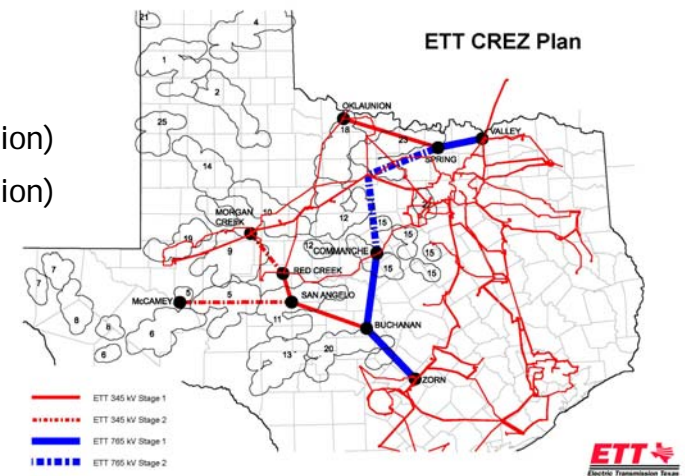 ETT CREZ Plan
ion)
ion)
21
4
1
2
25
14
OKLAUNION
18
23
VALLEY
SPRING
10
12
MORGAN
CREEK
19
9
15
12
COMMANCHE
15
15
15
15
RED CREEK
7
7
5
5
McCAMEY
SAN ANGELO
8
8
6
6
11
BUCHANAN
13
20
ZORN
ETT 345 kV Stage 1
ETT 345 kV Stage 2
ETT 765 kV Stage 1
ETT 765 kV Stage 2
ETT
Electric Transmission Texas